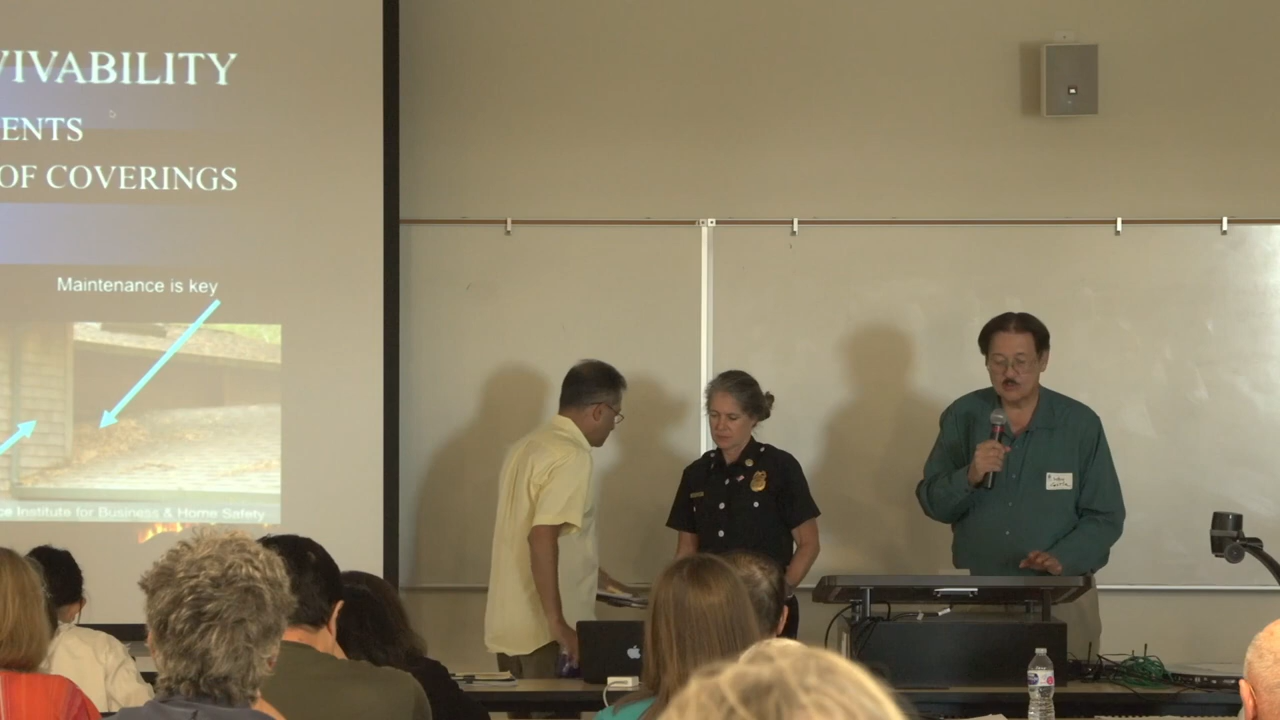 VIVABILITY
ENTS
OF COVERINGS
Maintenance is key
ce Institute for Business & Home Safety